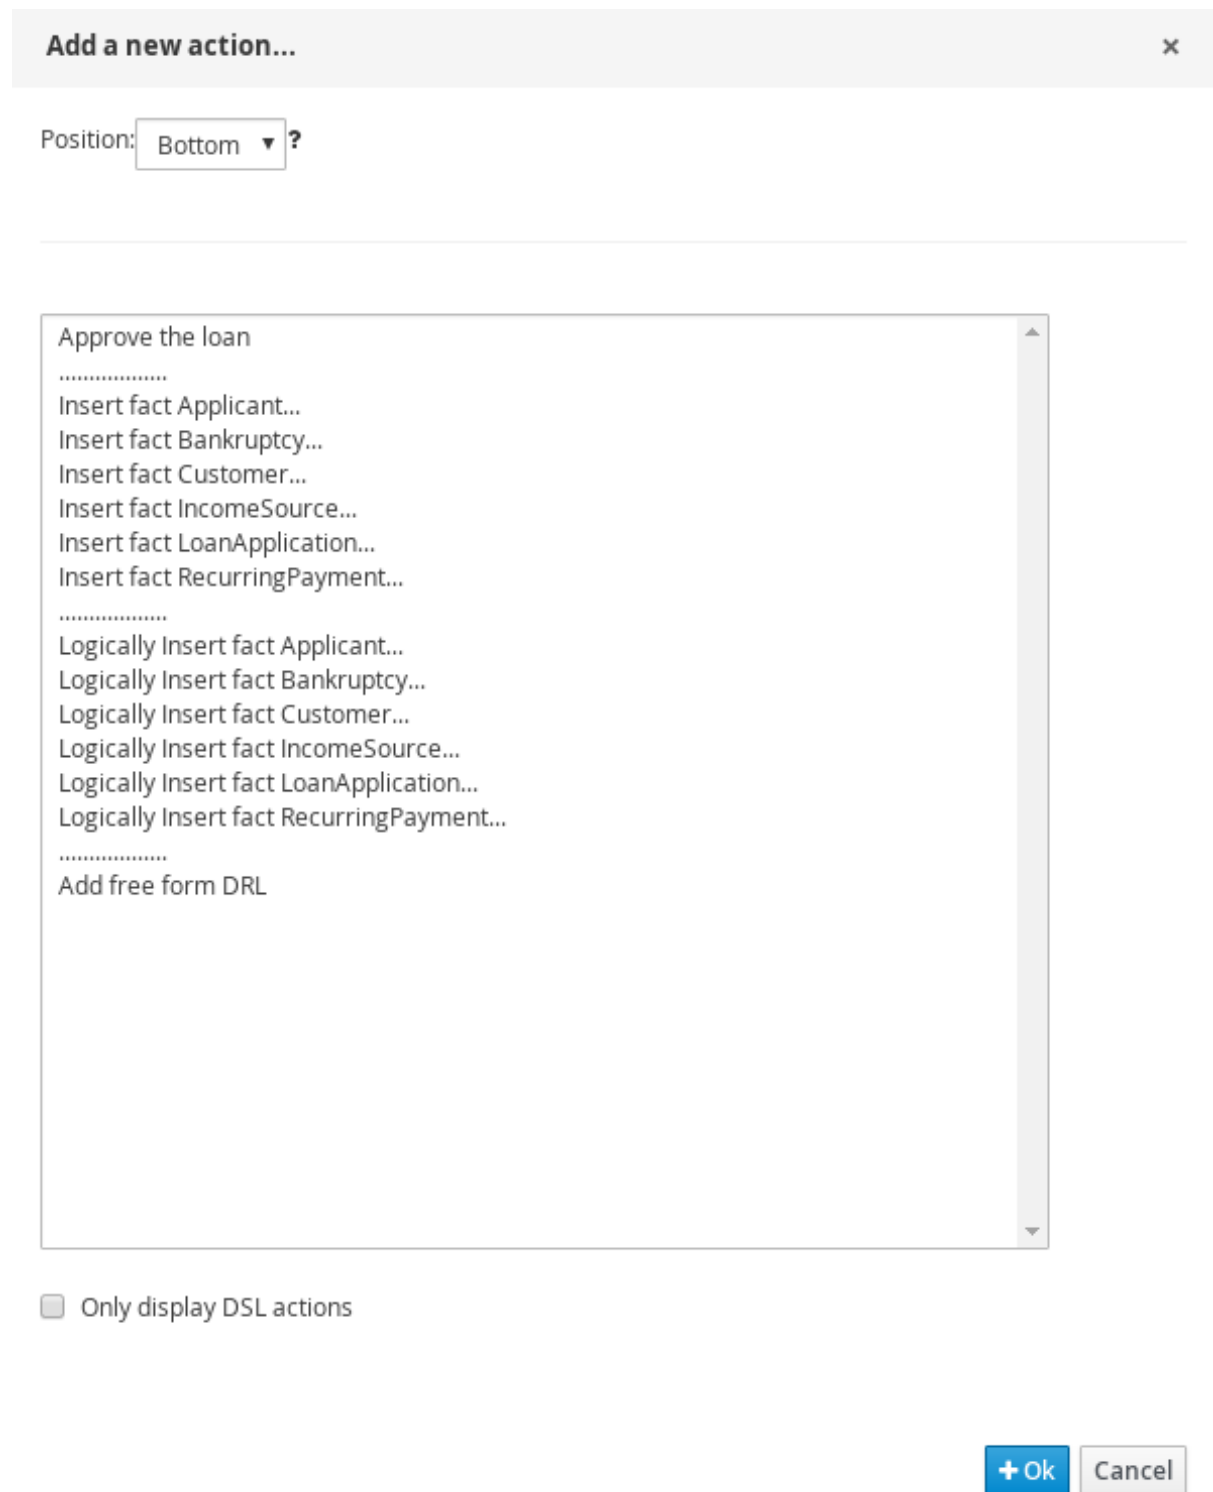 Add a new action...
×
Position: Bottom ▼ ?
Approve the loan
..................
Insert fact Applicant...
Insert fact Bankruptcy...
Insert fact Customer...
Insert fact IncomeSource...
Insert fact LoanApplication...
Insert fact RecurringPayment...
..................
Logically Insert fact Applicant...
Logically Insert fact Bankruptcy...
Logically Insert fact Customer...
Logically Insert fact IncomeSource...
Logically Insert fact LoanApplication...
Logically Insert fact RecurringPayment...
..................
Add free form DRL
Only display DSL actions
+ Ok Cancel